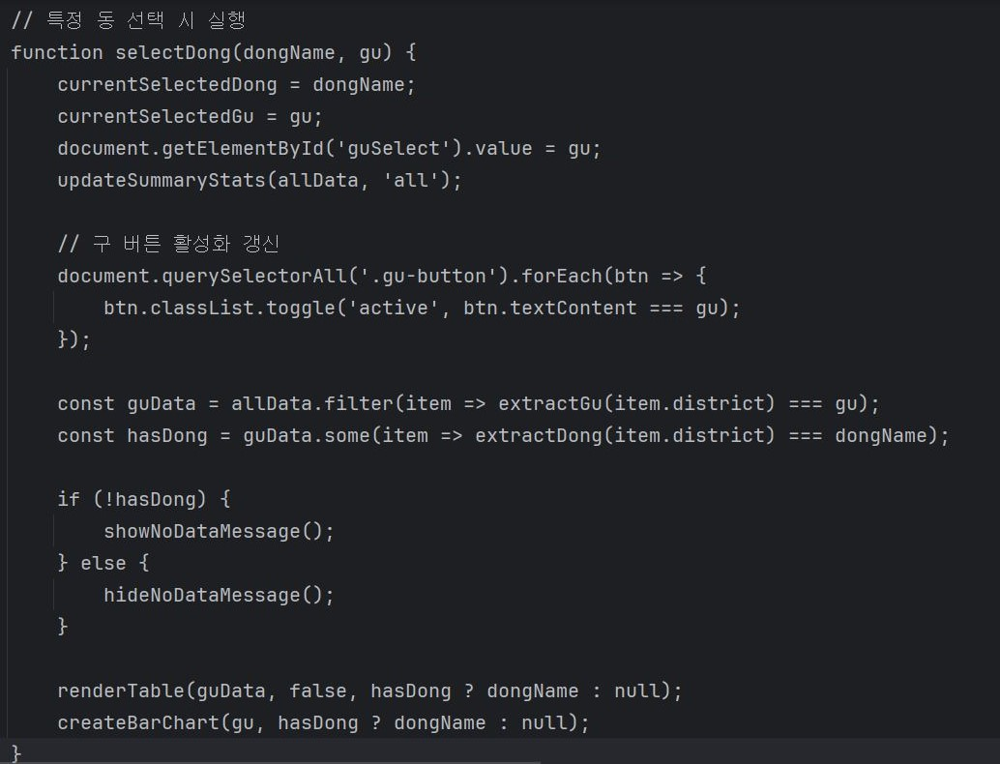 // 특정 동 선택 시 실행
function selectDong(dongName, gu) {
    currentSelectedDong = dongName;
    currentSelectedGu = gu;
    document.getElementById('guSelect').value = gu;
    updateSummaryStats(allData, 'all');

    // 구 버튼 활성화 갱신
    document.querySelectorAll('.gu-button').forEach(btn => {
        btn.classList.toggle('active', btn.textContent === gu);
    });

    const guData = allData.filter(item => extractGu(item.district) === gu);
    const hasDong = guData.some(item => extractDong(item.district) === dongName);

    if (!hasDong) {
        showNoDataMessage();
    } else {
        hideNoDataMessage();
    }

    renderTable(guData, false, hasDong ? dongName : null);
    createBarChart(gu, hasDong ? dongName : null);
}